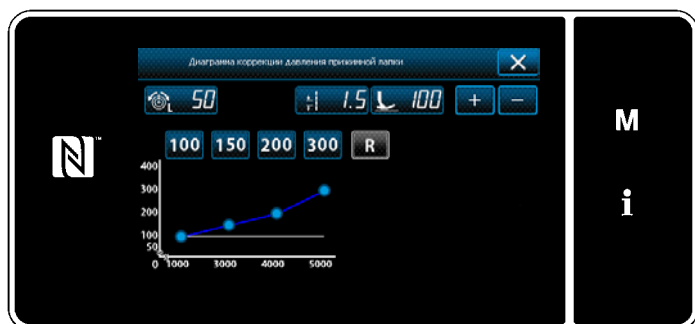 Диаграмма коррекции давления прижимной лапки
L 50 1.5 100 + −
100 150 200 300 R
400
300
200
100
50
0 1000 3000 4000 5000
N™
M
i